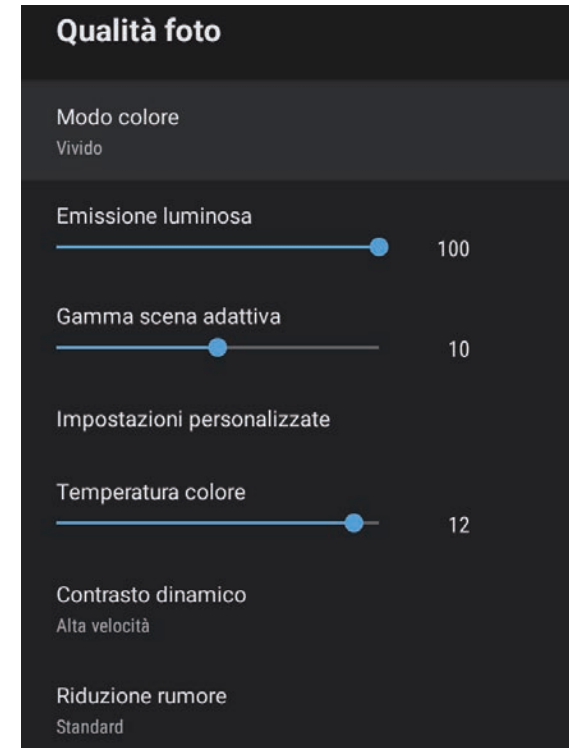 Qualità foto
Modo colore
Vivido
Emissione luminosa
100
Gamma scena adattiva
10
Impostazioni personalizzate
Temperatura colore
12
Contrasto dinamico
Alta velocità
Riduzione rumore
Standard